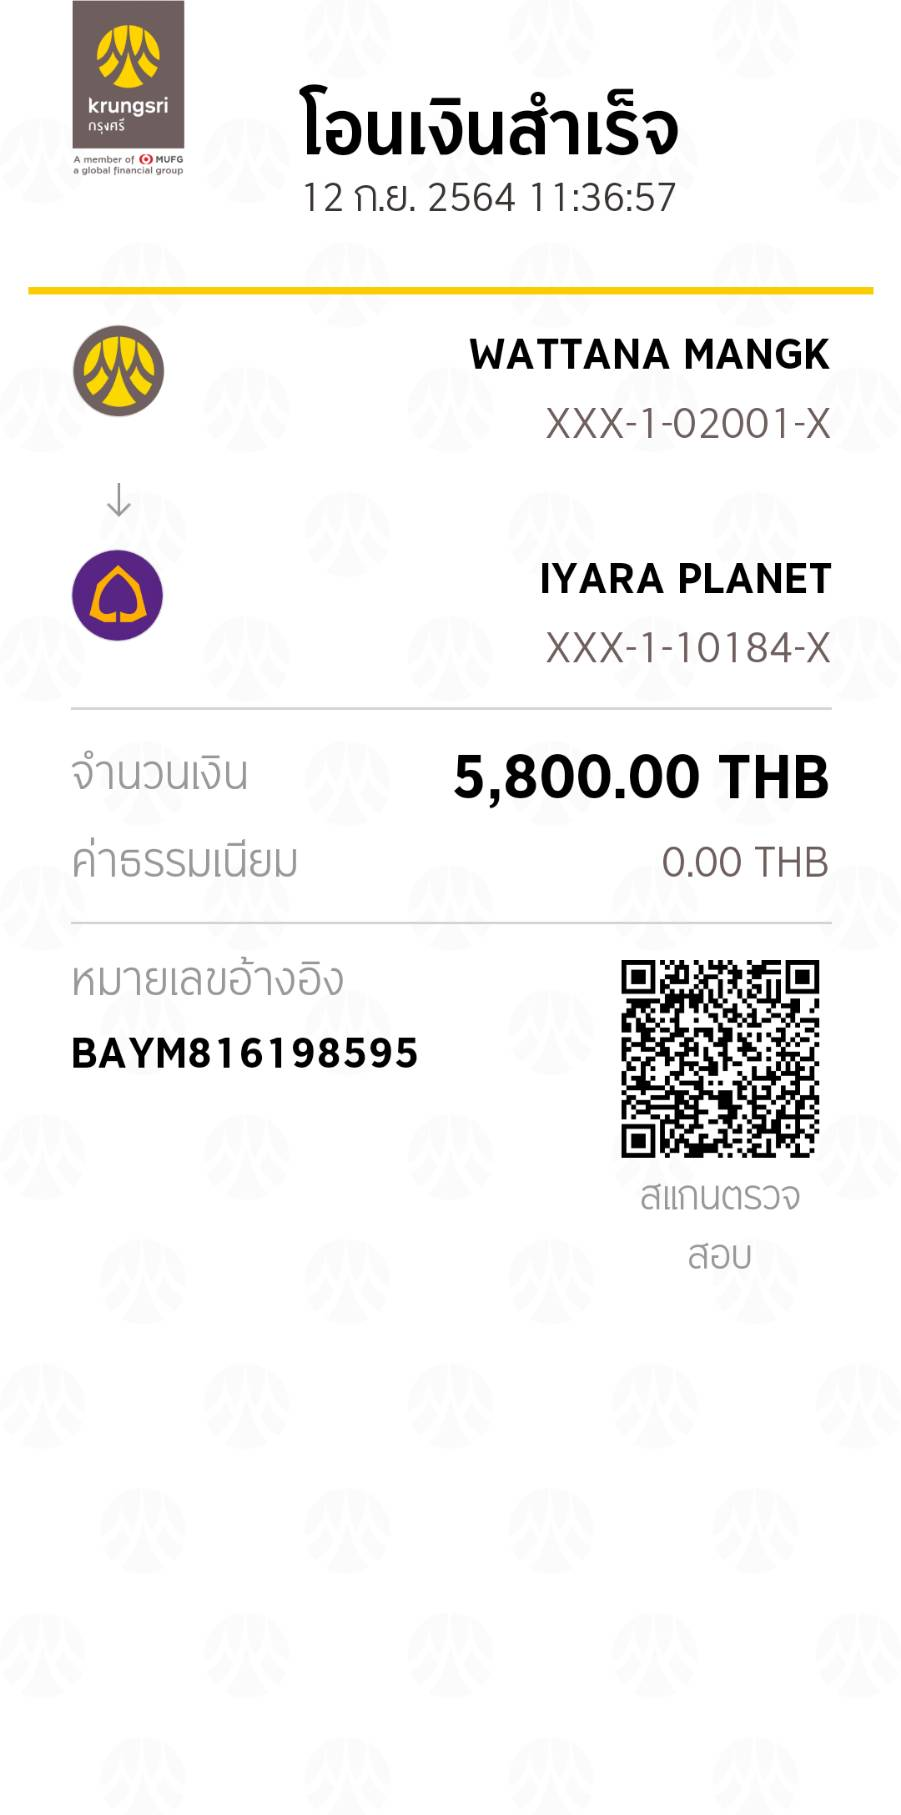 krungsri
กรุงศรี
A member of MUFG
a global financial group
โอนเงินสำเร็จ
12 ก.ย. 2564 11:36:57
WATTANA MANGK
XXX-1-02001-X
IYARA PLANET
XXX-1-10184-X
จำนวนเงิน 5,800.00 THB
ค่าธรรมเนียม 0.00 THB
หมายเลขอ้างอิง
BAYM816198595
สแกนตรวจ
สอบ